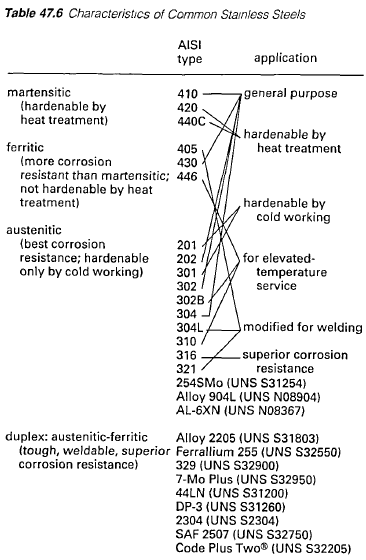 Table 47.6 Characteristics of Common Stainless Steels
AISI
type application
martensitic 410 general purpose
(hardenable by 420
heat treatment) 440C hardenable by
heat treatment
ferritic 405
(more corrosion 430
resistant than martensitic; 446
not hardenable by heat
treatment) hardenable by
cold working
austenitic
(best corrosion 201
resistance; hardenable 202 for elevated-
only by cold working) 301 temperature
302 service
302B
304
304L modified for welding
310
316 superior corrosion
321 resistance
254SMo (UNS S31254)
Alloy 904L (UNS N08904)
AL-6XN (UNS N08367)
duplex: austenitic-ferritic Alloy 2205 (UNS S31803)
(tough, weldable, superior Ferrallium 255 (UNS S32550)
corrosion resistance) 329 (UNS S32900)
7-Mo Plus (UNS S32950)
44LN (UNS S31200)
DP-3 (UNS S31260)
2304 (UNS S2304)
SAF 2507 (UNS S32750)
Code Plus Two® (UNS S32205)